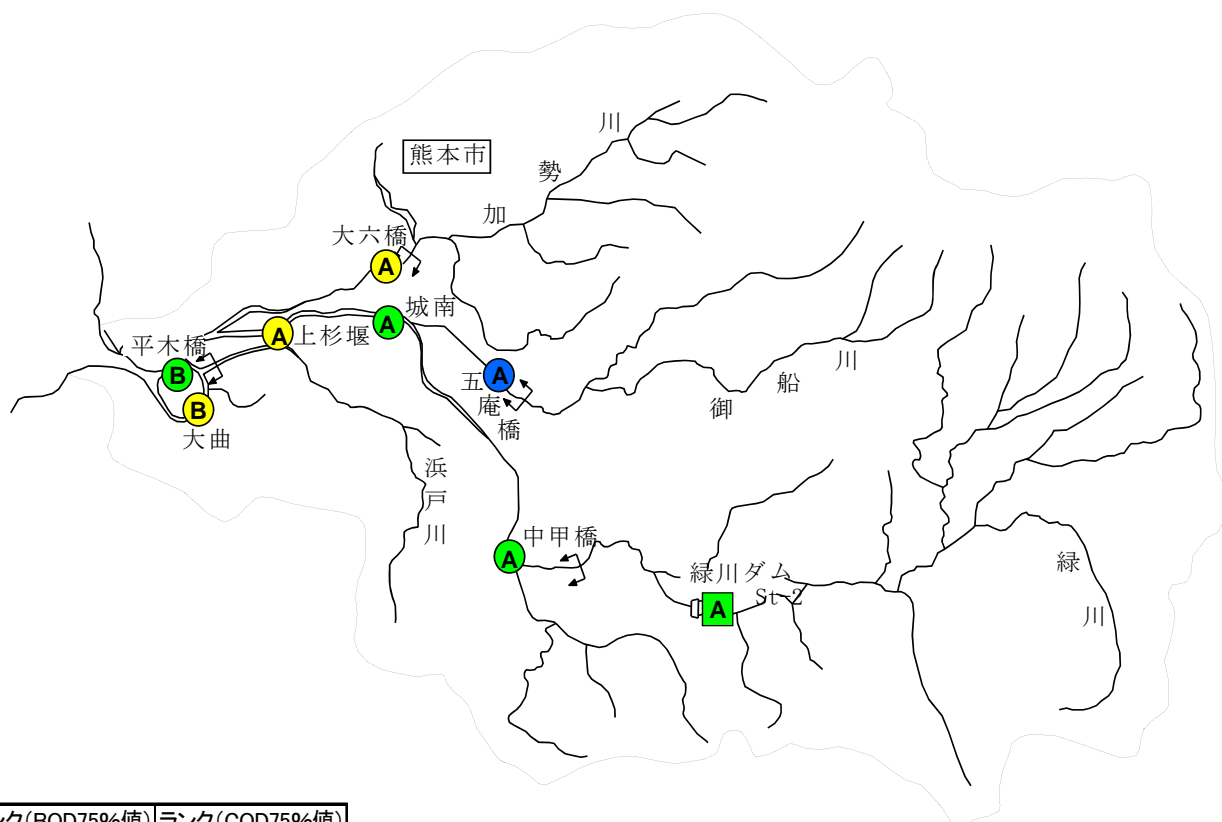 川
勢
加
熊本市
大六橋
A
城南
A
A
上杉堰
平木橋
B
B
大曲
A
五庵橋
御船川
浜戸川
中甲橋
A
緑川ダム
St-2
A
緑川
ク(BOD75%値) ランク(COD75%値)